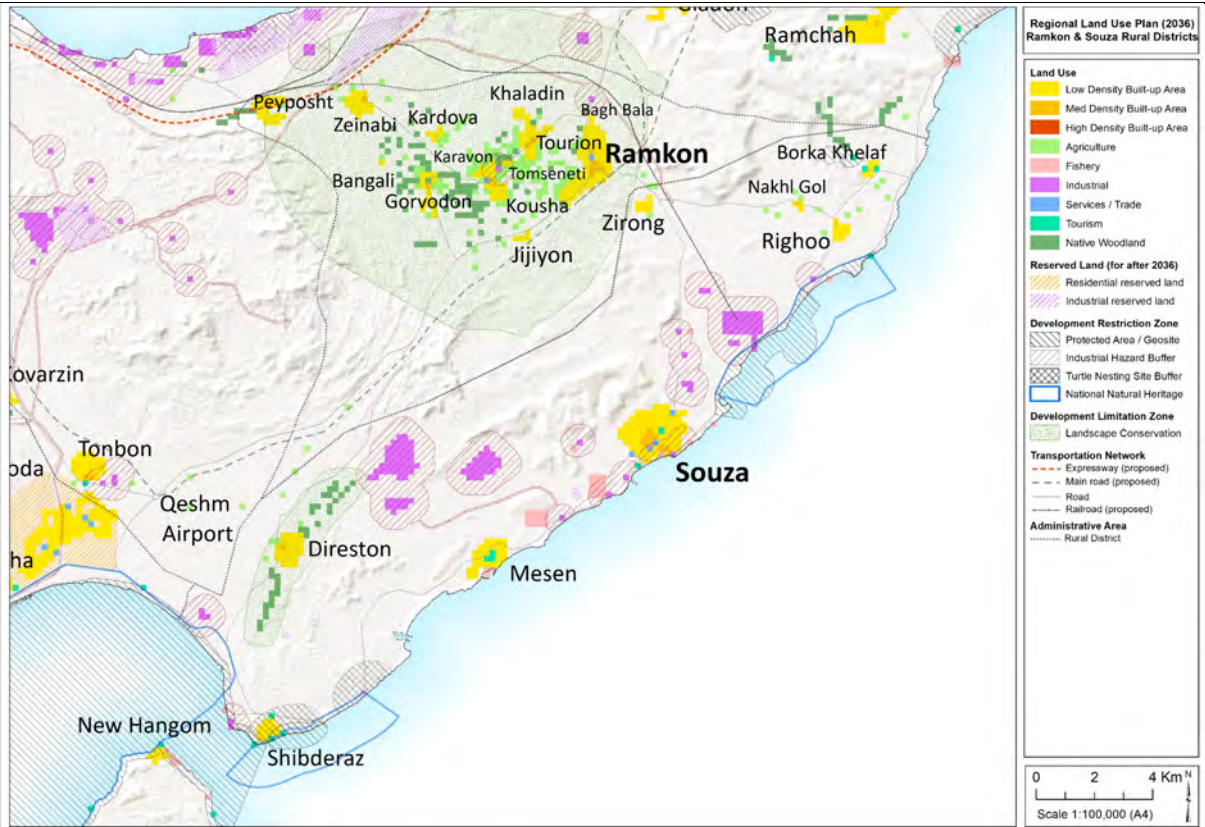 Regional Land Use Plan (2036)
Ramkon & Souza Rural Districts
Land Use
Low Density Built-up Area
Med Density Built-up Area
High Density Built-up Area
Agriculture
Fishery
Industrial
Services / Trade
Tourism
Native Woodland
Reserved Land (for after 2036)
Residential reserved land
Industrial reserved land
Development Restriction Zone
Protected Area / Geosite
Industrial Hazard Buffer
Turtle Nesting Site Buffer
National Natural Heritage
Development Limitation Zone
Landscape Conservation
Transportation Network
Expressway (proposed)
Main road (proposed)
Road
Railroad (proposed)
Administrative Area
Rural District
0 2 4 Km
N
Scale 1:100,000 (A4)
Ramchah
Peyposht
Zeinabi
Kardova
Khaladin
Bagh Bala
Tourion
Ramkon
Karavon
Tomseneti
Bangali
Gorvodon
Kousha
Jijiyon
Zirong
Borka Khelaf
Nakhl Gol
Righoo
ovarzin
Tonbon
oda
ha
Qeshm
Airport
Direston
Souza
Mesen
New Hangom
Shibderaz